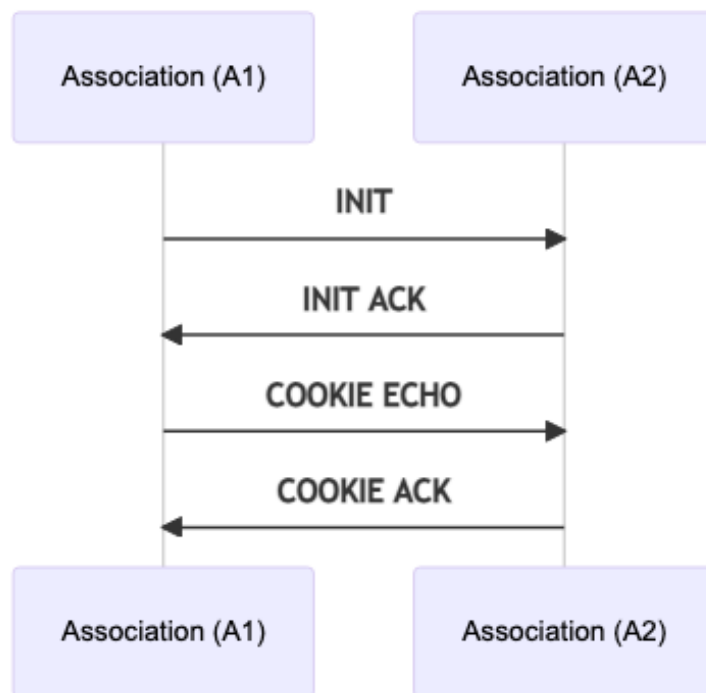 Association (A1)
Association (A2)
INIT
INIT ACK
COOKIE ECHO
COOKIE ACK
Association (A1)
Association (A2)